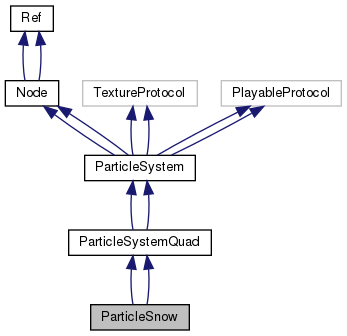 Ref
Node
TextureProtocol
PlayableProtocol
ParticleSystem
ParticleSystemQuad
ParticleSnow